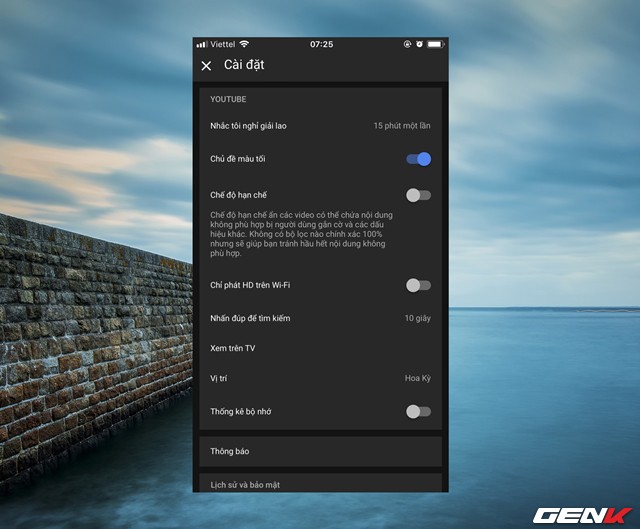 Viettel
07:25
Cài đặt
YOUTUBE
Nhắc tôi nghỉ giải lao
15 phút một lần
Chủ đề màu tối
Chế độ hạn chế
Chế độ hạn chế ẩn các video có thể chứa nội dung
không phù hợp bị người dùng gắn cờ và các dấu
hiệu khác. Không có bộ lọc nào chính xác 100%
nhưng sẽ giúp bạn tránh hầu hết nội dung không
phù hợp.
Chỉ phát HD trên Wi-Fi
Nhấn đúp để tìm kiếm
10 giây
Xem trên TV
Vị trí
Hoa Kỳ
Thống kê bộ nhớ
Thông báo
Lịch sử và bảo mật
GENK